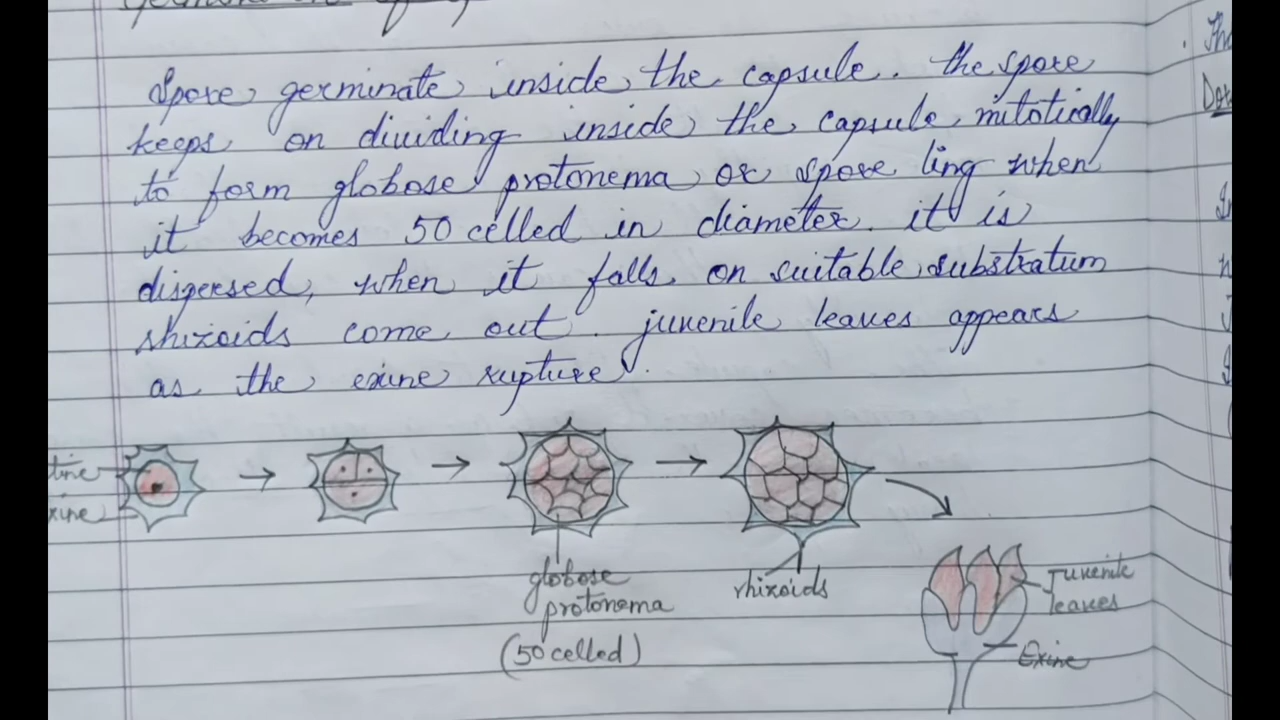 Spore germinate inside the capsule. the spore
keeps on dividing inside the capsule mitotically
to form globose protonema or spore ling when
it becomes 50 celled in diameter. it is
dispersed, when it falls on suitable substratum
rhizoids come out. juvenile leaves appears
as the exine rupture.
tine
xine
globose
protonema
(50 celled)
rhizoids
Juvenile
leaves
Exine